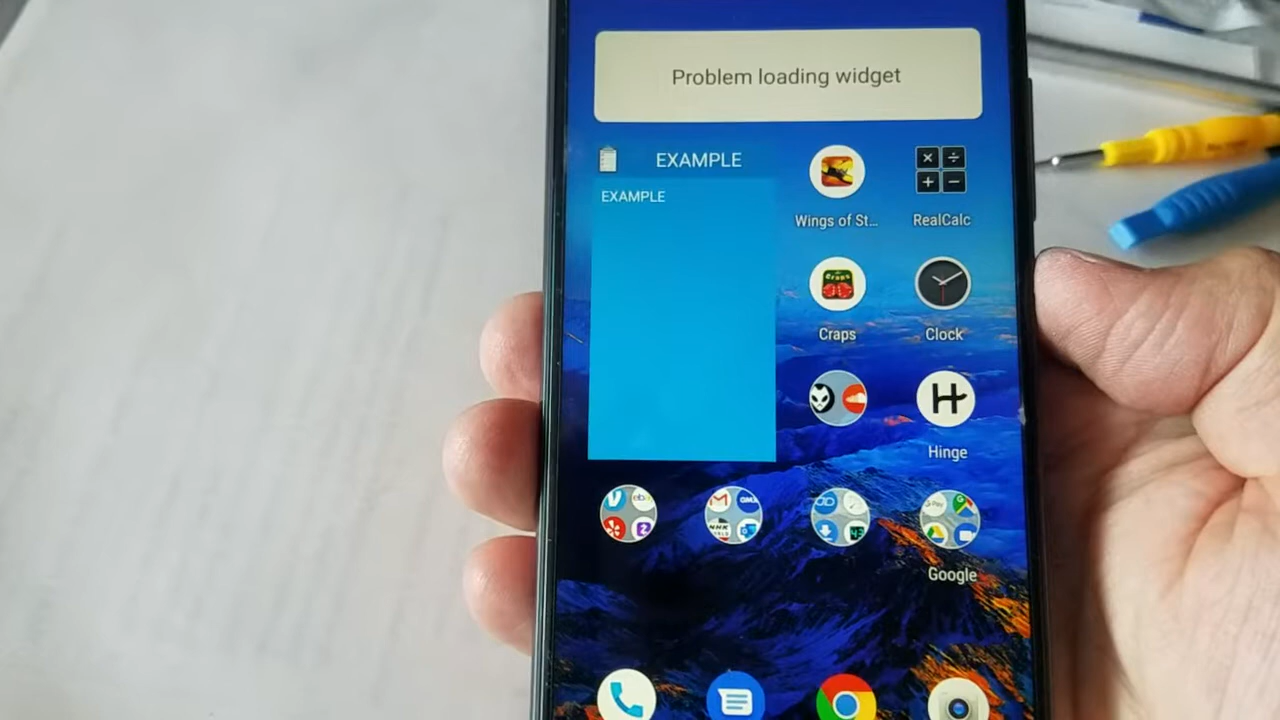 Problem loading widget
EXAMPLE
EXAMPLE
Wings of St...
RealCalc
Craps
Clock
H
Hinge
Google